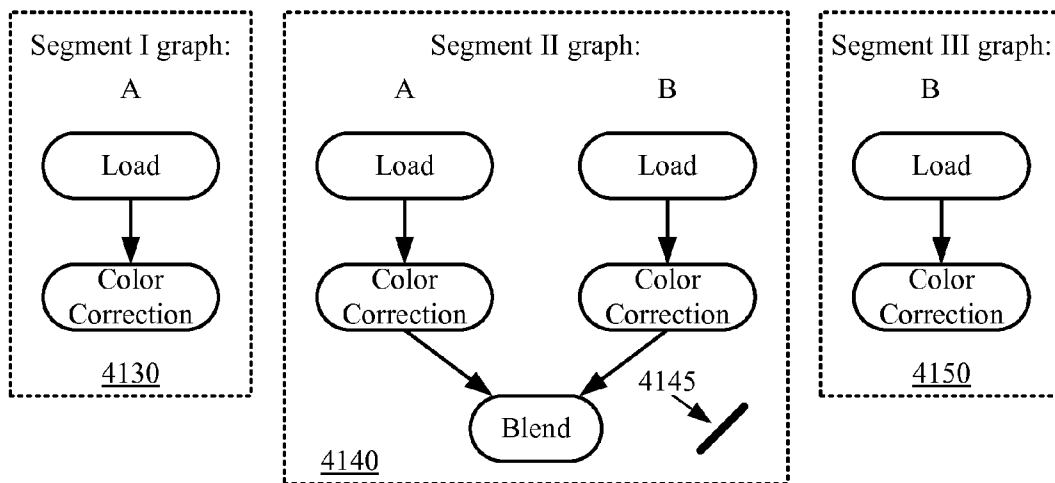 Segment I graph:
A
Load
Color
Correction
4130
Segment II graph:
A
B
Load
Load
Color
Correction
Color
Correction
4145
Blend
4140
Segment III graph:
B
Load
Color
Correction
4150